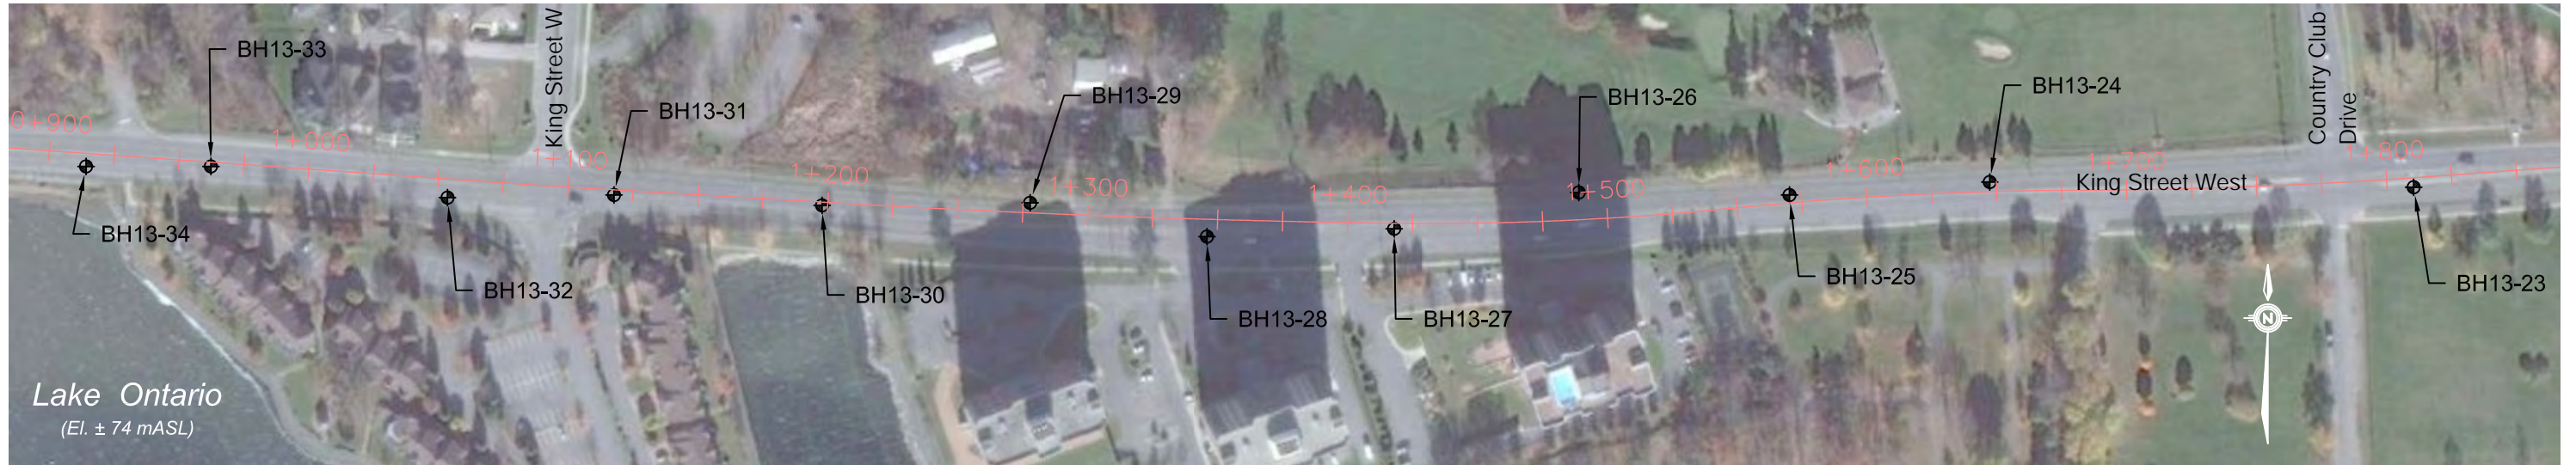 BH13-33
King Street W
BH13-31
BH13-29
BH13-26
BH13-24
Country Club
Drive
0+900
1+000
1+100
1+200
1+300
1+400
1+500
1+600
1+700
1+800
King Street West
BH13-34
BH13-32
BH13-30
BH13-28
BH13-27
BH13-25
BH13-23
N
Lake Ontario
(El. ± 74 mASL)